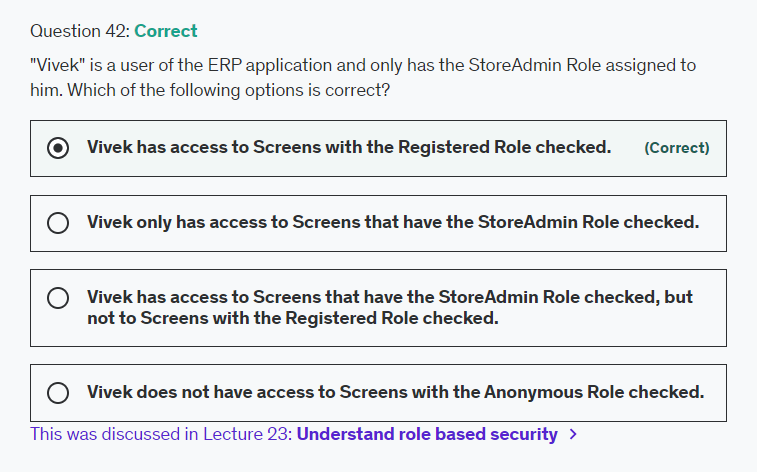 Question 42: Correct
"Vivek" is a user of the ERP application and only has the StoreAdmin Role assigned to
him. Which of the following options is correct?
Vivek has access to Screens with the Registered Role checked. (Correct)
Vivek only has access to Screens that have the StoreAdmin Role checked.
Vivek has access to Screens that have the StoreAdmin Role checked, but
not to Screens with the Registered Role checked.
Vivek does not have access to Screens with the Anonymous Role checked.
This was discussed in Lecture 23: Understand role based security >